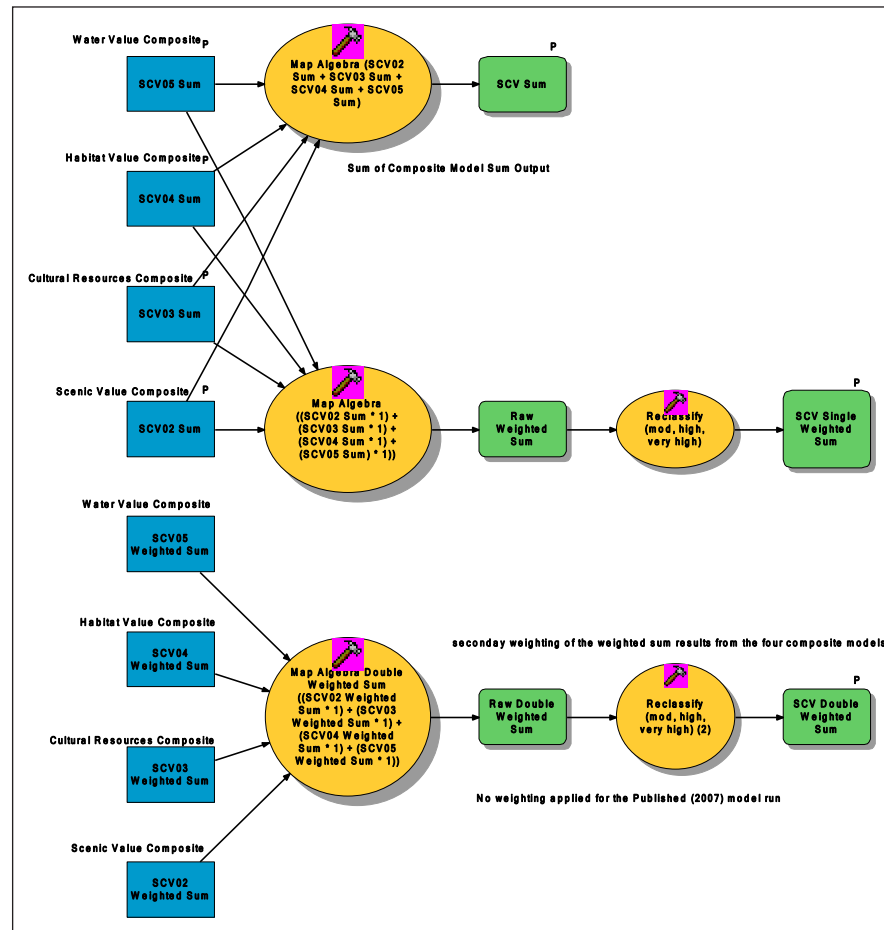 Water Value Composite
P
SCV05 Sum
Map Algebra (SCV02
Sum + SCV03 Sum +
SCV04 Sum + SCV05
Sum)
P
SCV Sum
Habitat Value Composite
P
SCV04 Sum
Sum of Composite Model Sum Output
Cultural Resources Composite
P
SCV03 Sum
Scenic Value Composite
P
SCV02 Sum
Map Algebra
((SCV02 Sum * 1) +
(SCV03 Sum * 1) +
(SCV04 Sum * 1) +
(SCV05 Sum) * 1))
Raw
Weighted
Sum
Reclassify
(mod, high,
very high)
P
SCV Single
Weighted
Sum
Water Value Composite
SCV05
Weighted Sum
Habitat Value Composite
SCV04
Weighted Sum
Cultural Resources Composite
SCV03
Weighted Sum
Scenic Value Composite
SCV02
Weighted Sum
Map Algebra Double
Weighted Sum
((SCV02 Weighted
Sum * 1) + (SCV03
Weighted Sum * 1) +
(SCV04 Weighted
Sum * 1) + (SCV05
Weighted Sum * 1))
seconday weighting of the weighted sum results from the four composite models
Raw Double
Weighted
Sum
Reclassify
(mod, high,
very high) (2)
P
SCV Double
Weighted
Sum
No weighting applied for the Published (2007) model run